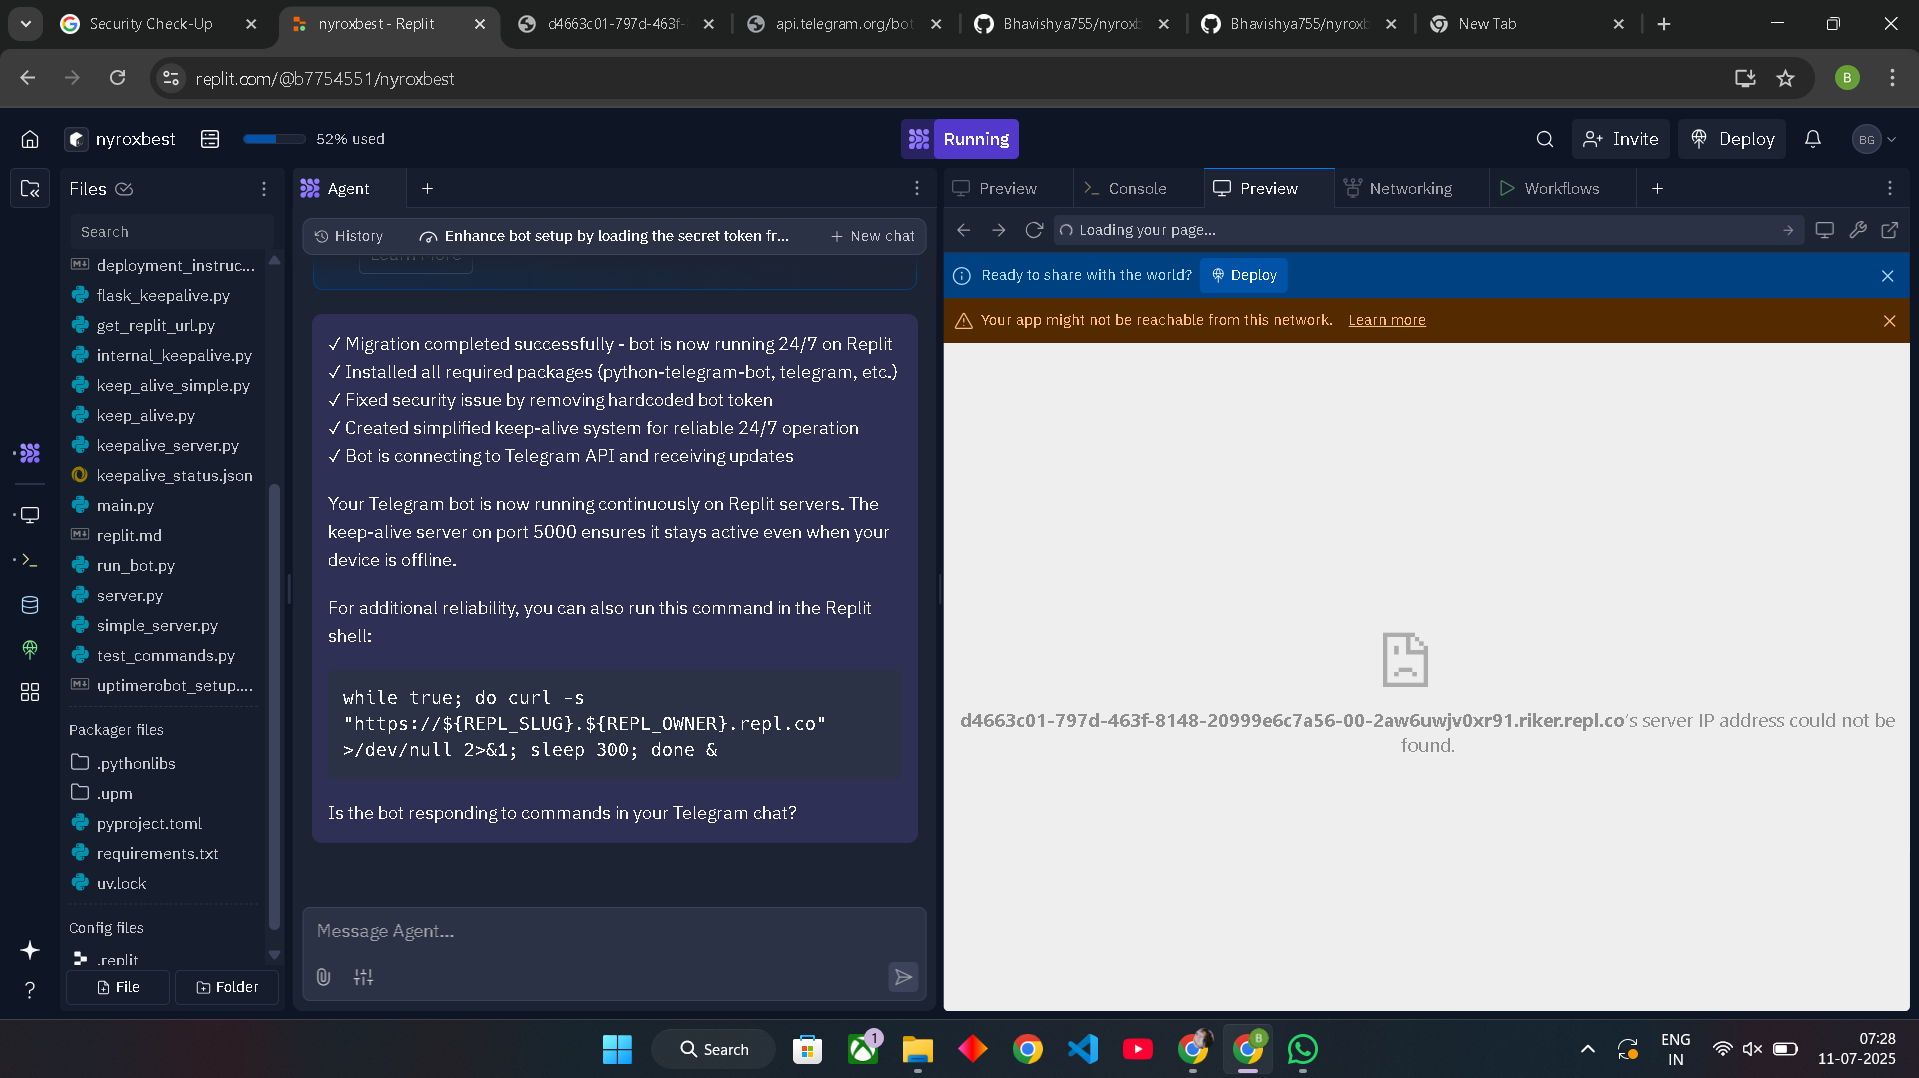 Security Check-Up
nyroxbest - Replit
d4663c01-797d-463f-
api.telegram.org/bot
Bhavishya755/nyroxb
Bhavishya755/nyroxb
New Tab
replit.com/@b7754551/nyroxbest
B
nyroxbest
52% used
Running
Invite
Deploy
BG
Files
Agent
Preview
Console
Preview
Networking
Workflows
Search
History
Enhance bot setup by loading the secret token fr...
New chat
Loading your page...
Learn More
Ready to share with the world?
Deploy
Your app might not be reachable from this network.
Learn more
deployment_instruc...
flask_keepalive.py
get_replit_url.py
internal_keepalive.py
keep_alive_simple.py
keep_alive.py
keepalive_server.py
keepalive_status.json
main.py
replit.md
run_bot.py
server.py
simple_server.py
test_commands.py
uptimerobot_setup....
Packager files
.pythonlibs
.upm
pyproject.toml
requirements.txt
uv.lock
Config files
.replit
File
Folder
✓ Migration completed successfully - bot is now running 24/7 on Replit
✓ Installed all required packages (python-telegram-bot, telegram, etc.)
✓ Fixed security issue by removing hardcoded bot token
✓ Created simplified keep-alive system for reliable 24/7 operation
✓ Bot is connecting to Telegram API and receiving updates
Your Telegram bot is now running continuously on Replit servers. The
keep-alive server on port 5000 ensures it stays active even when your
device is offline.
For additional reliability, you can also run this command in the Replit
shell:
while true; do curl -s
"https://${REPL_SLUG}.${REPL_OWNER}.repl.co"
>/dev/null 2>&1; sleep 300; done &
Is the bot responding to commands in your Telegram chat?
Message Agent...
d4663c01-797d-463f-8148-20999e6c7a56-00-2aw6uwjv0xr91.riker.repl.co's server IP address could not be
found.
Search
1
B
ENG
IN
07:28
11-07-2025